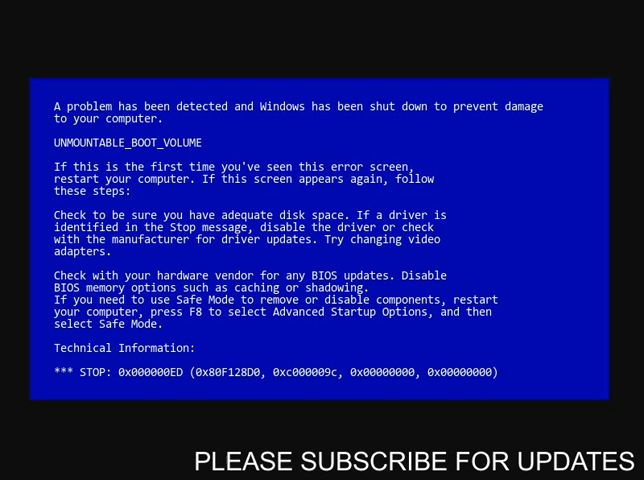 A problem has been detected and Windows has been shut down to prevent damage
to your computer.
UNMOUNTABLE_BOOT_VOLUME
If this is the first time you've seen this error screen,
restart your computer. If this screen appears again, follow
these steps:
Check to be sure you have adequate disk space. If a driver is
identified in the Stop message, disable the driver or check
with the manufacturer for driver updates. Try changing video
adapters.
Check with your hardware vendor for any BIOS updates. Disable
BIOS memory options such as caching or shadowing.
If you need to use Safe Mode to remove or disable components, restart
your computer, press F8 to select Advanced Startup Options, and then
select Safe Mode.
Technical Information:
*** STOP: 0x000000ED (0x80F128D0, 0xc000009c, 0x00000000, 0x00000000)
PLEASE SUBSCRIBE FOR UPDATES